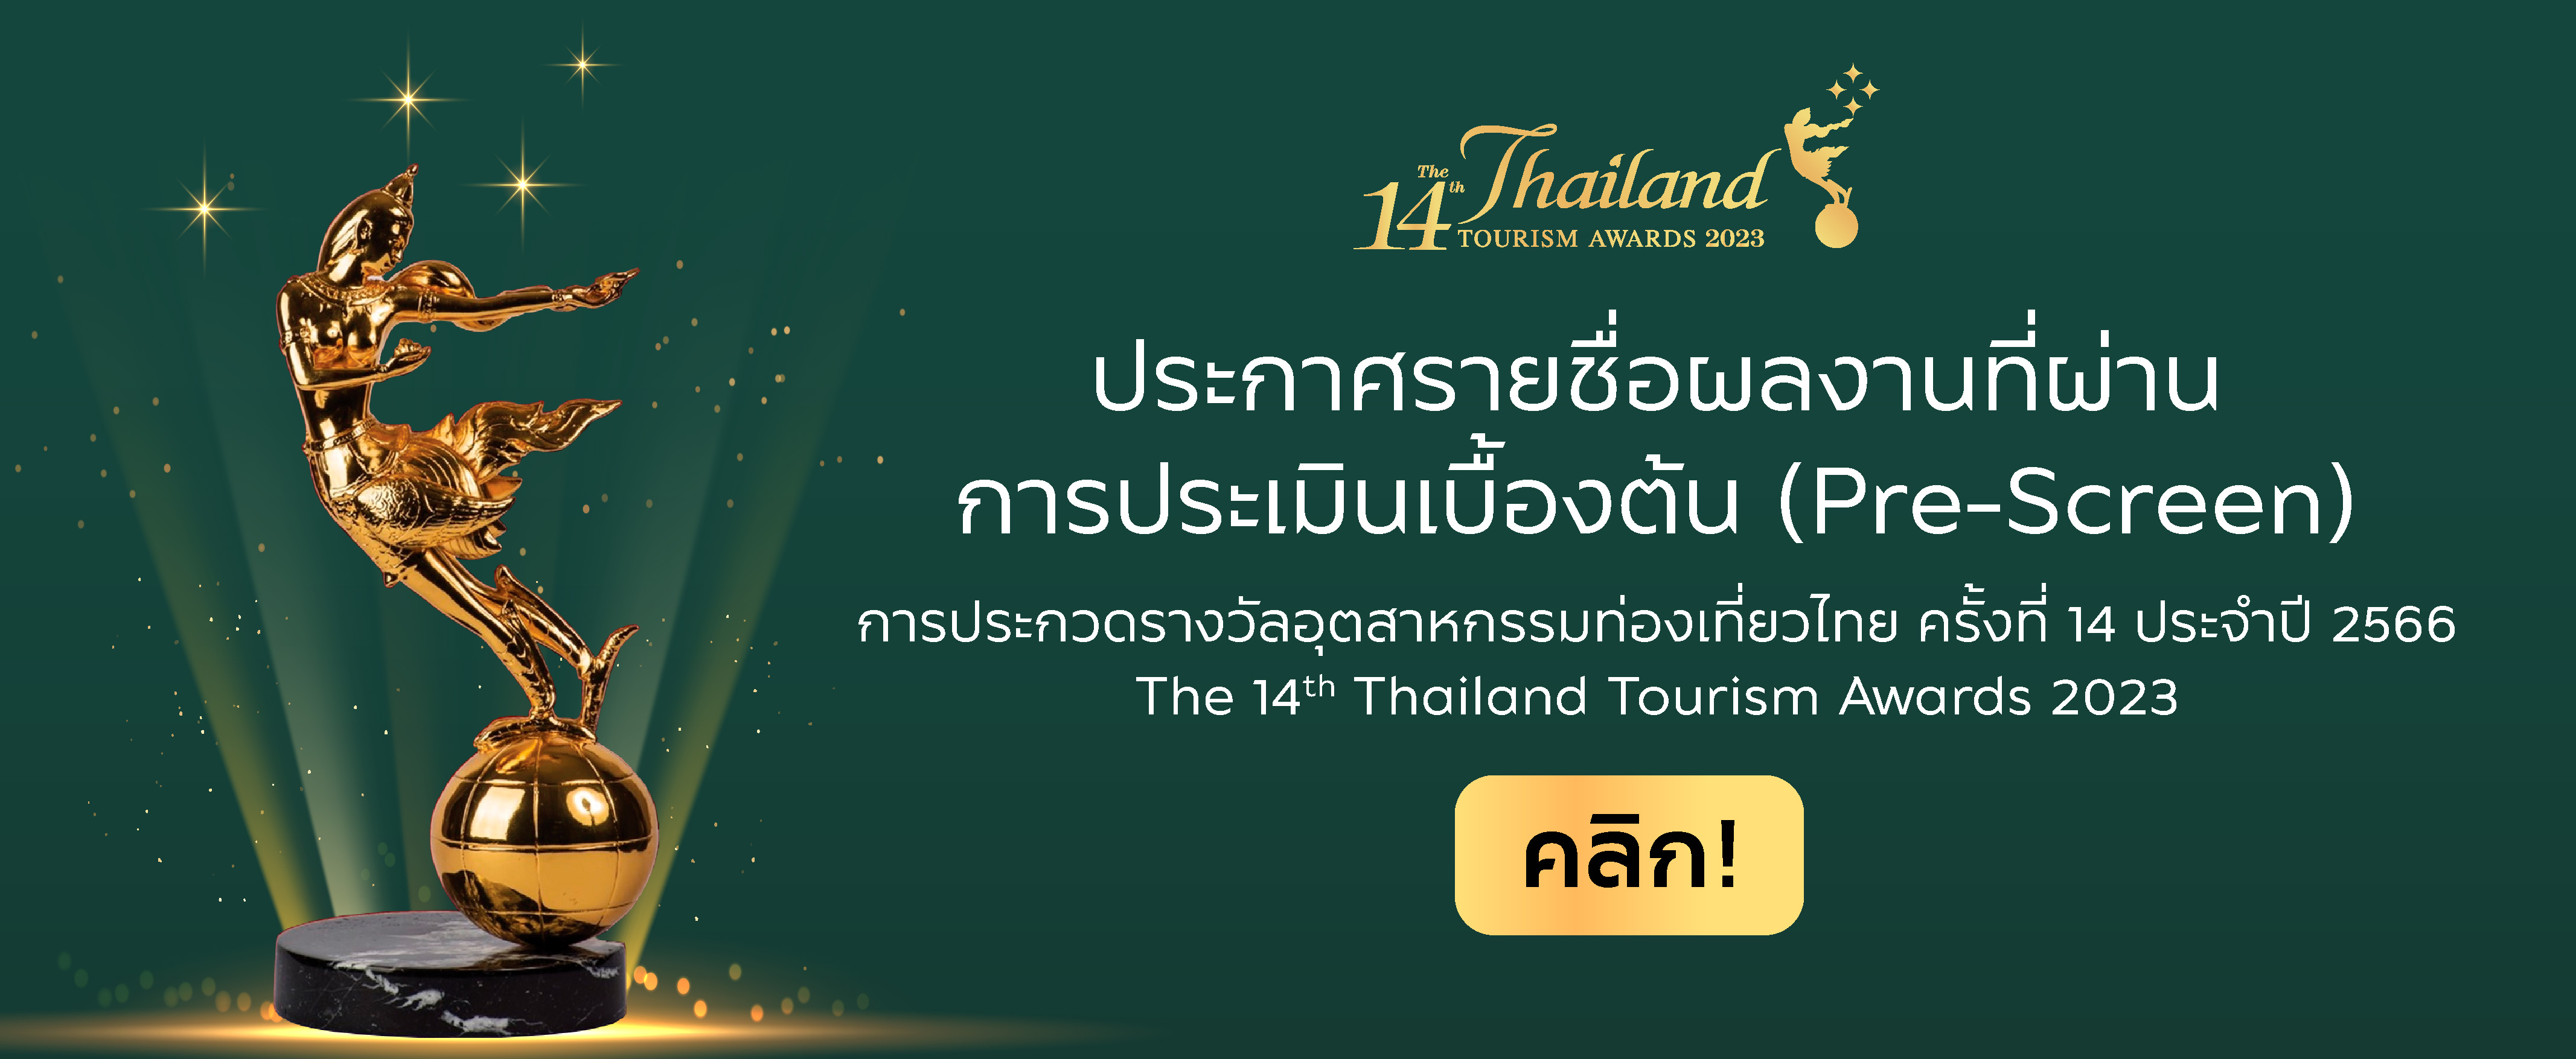 The 14th Thailand
TOURISM AWARDS 2023
ประกาศรายชื่อผลงานที่ผ่าน
การประเมินเบื้องต้น (Pre-Screen)
การประกวดรางวัลอุตสาหกรรมท่องเที่ยวไทย ครั้งที่ 14 ประจำปี 2566
The 14th Thailand Tourism Awards 2023
คลิก!